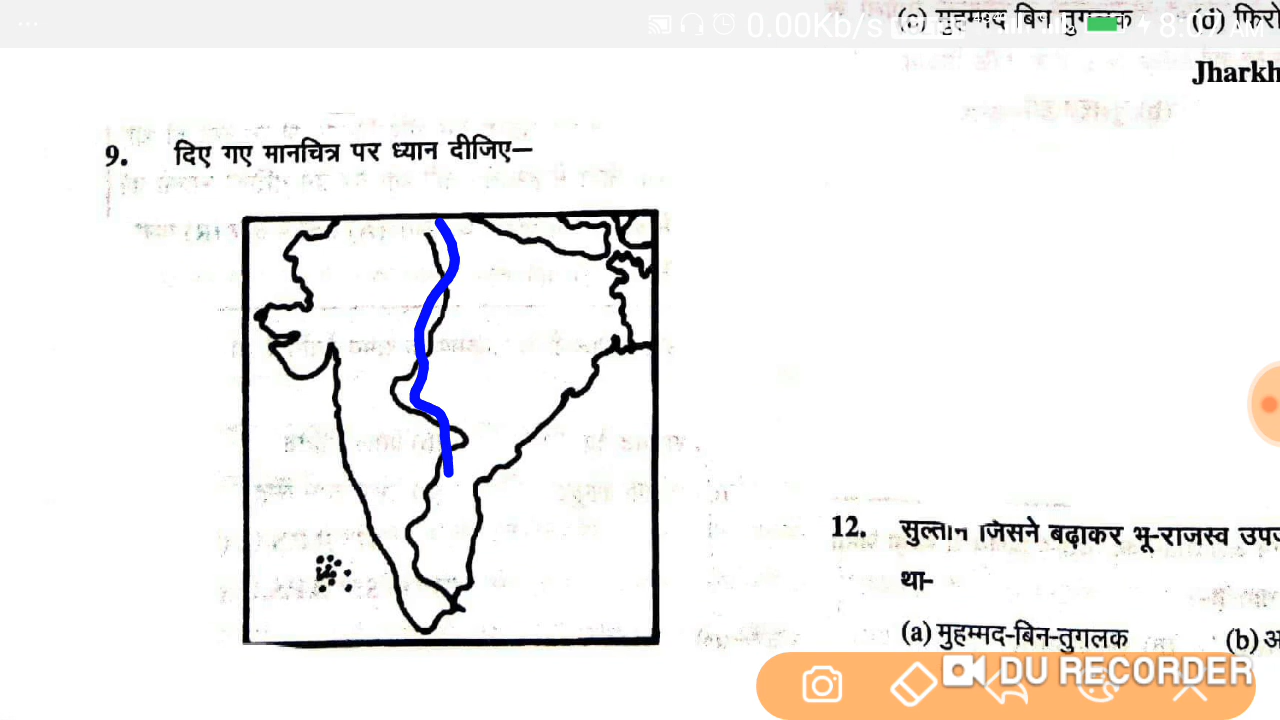 (c) मुहम्मद बिन तुगलक (d) फिरो
0.00Kb/s
Jharkh
9. दिए गए मानचित्र पर ध्यान दीजिए—
12. सुल्तान जिसने बढ़ाकर भू-राजस्व उपज
था-
(a) मुहम्मद-बिन-तुगलक (b) अ
DU RECORDER